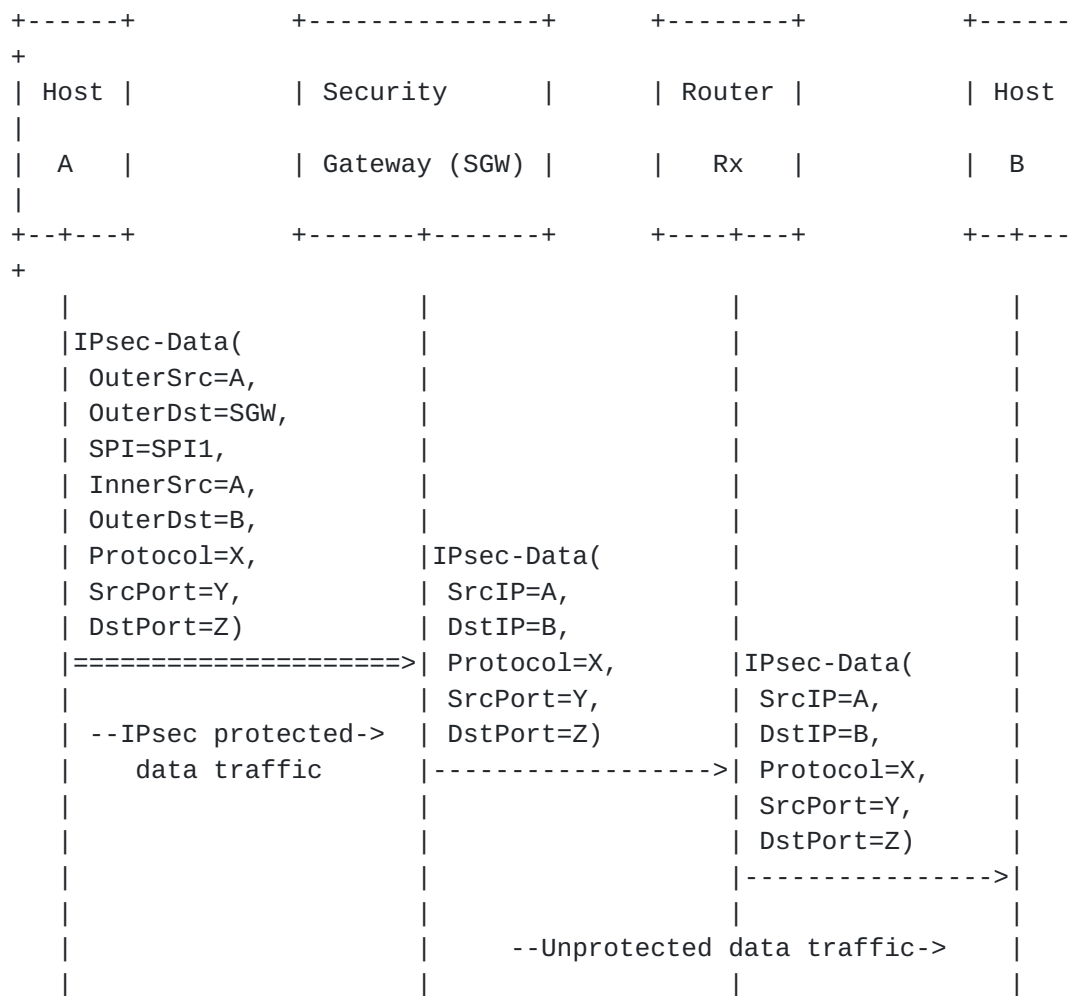 +------+          +---------------+      +--------+          +------
+
| Host |          | Security      |      | Router |          | Host
|
|  A   |          | Gateway (SGW) |      |   Rx   |          |  B
|
+--+---+          +-------+-------+      +----+---+          +--+---
+
   |                      |                   |                 |
   |IPsec-Data(           |                   |                 |
   | OuterSrc=A,          |                   |                 |
   | OuterDst=SGW,        |                   |                 |
   | SPI=SPI1,            |                   |                 |
   | InnerSrc=A,          |                   |                 |
   | OuterDst=B,          |                   |                 |
   | Protocol=X,          |IPsec-Data(        |                 |
   | SrcPort=Y,           | SrcIP=A,          |                 |
   | DstPort=Z)           | DstIP=B,          |                 |
   |=====================>| Protocol=X,       |IPsec-Data(      |
   |                      | SrcPort=Y,        | SrcIP=A,        |
   | --IPsec protected->  | DstPort=Z)        | DstIP=B,        |
   |    data traffic      |------------------>| Protocol=X,     |
   |                      |                   | SrcPort=Y,      |
   |                      |                   | DstPort=Z)      |
   |                      |                   |---------------->|
   |                      |                   |                 |
   |                      |     --Unprotected data traffic->    |
   |                      |                   |                 |